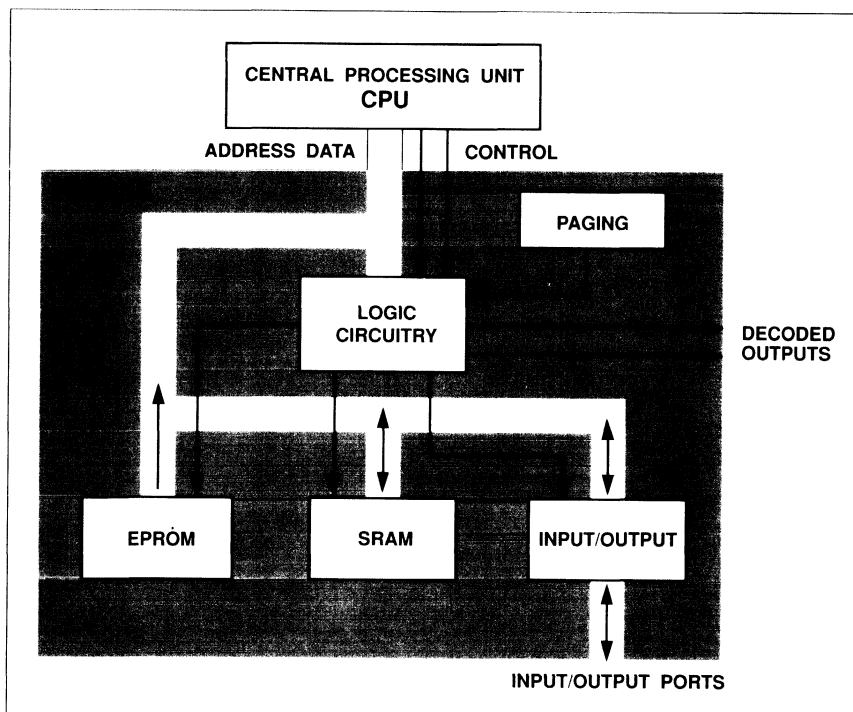 CENTRAL PROCESSING UNIT
CPU
ADDRESS DATA
CONTROL
PAGING
LOGIC
CIRCUITRY
DECODED
OUTPUTS
EPROM
SRAM
INPUT/OUTPUT
INPUT/OUTPUT PORTS